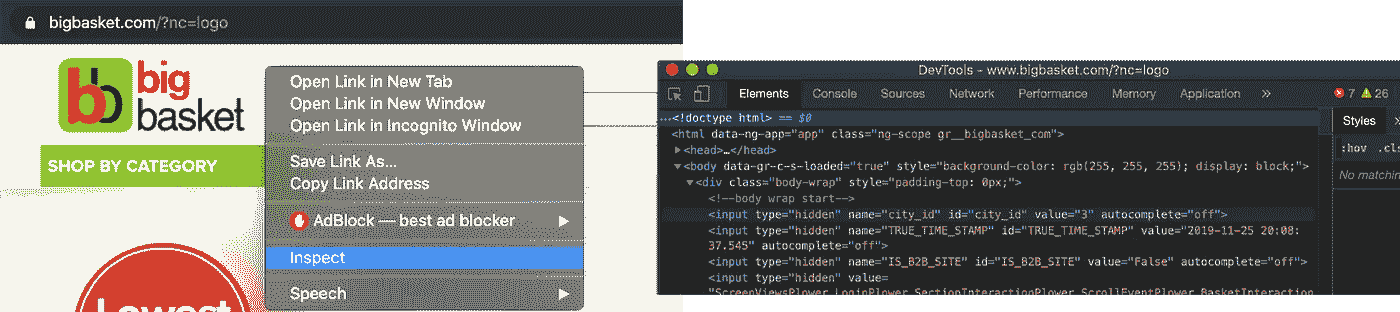 bigbasket.com/?nc=logo
big
basket
SHOP BY CATEGORY
Lowest
Open Link in New Tab
Open Link in New Window
Open Link in Incognito Window
Save Link As...
Copy Link Address
AdBlock — best ad blocker
Inspect
Speech
DevTools - www.bigbasket.com/?nc=logo
Elements Console Sources Network Performance Memory Application » 7 26
...<!doctype html> == $0
<html data-ng-app="app" class="ng-scope gr__bigbasket_com">
<head>…</head>
<body data-gr-c-s-loaded="true" style="background-color: rgb(255, 255, 255); display: block;">
<div class="body-wrap" style="padding-top: 0px;">
<!--body wrap start-->
<input type="hidden" name="city_id" id="city_id" value="3" autocomplete="off">
<input type="hidden" name="TRUE_TIME_STAMP" id="TRUE_TIME_STAMP" value="2019-11-25 20:08:
37.545" autocomplete="off">
<input type="hidden" name="IS_B2B_SITE" id="IS_B2B_SITE" value="False" autocomplete="off">
<input type="hidden" value=
"ScreenViewsPlower LoginPlower SectionInteractionPlower ScrollEventPlower BasketInteraction
Styles
:hov .cls
No matchin